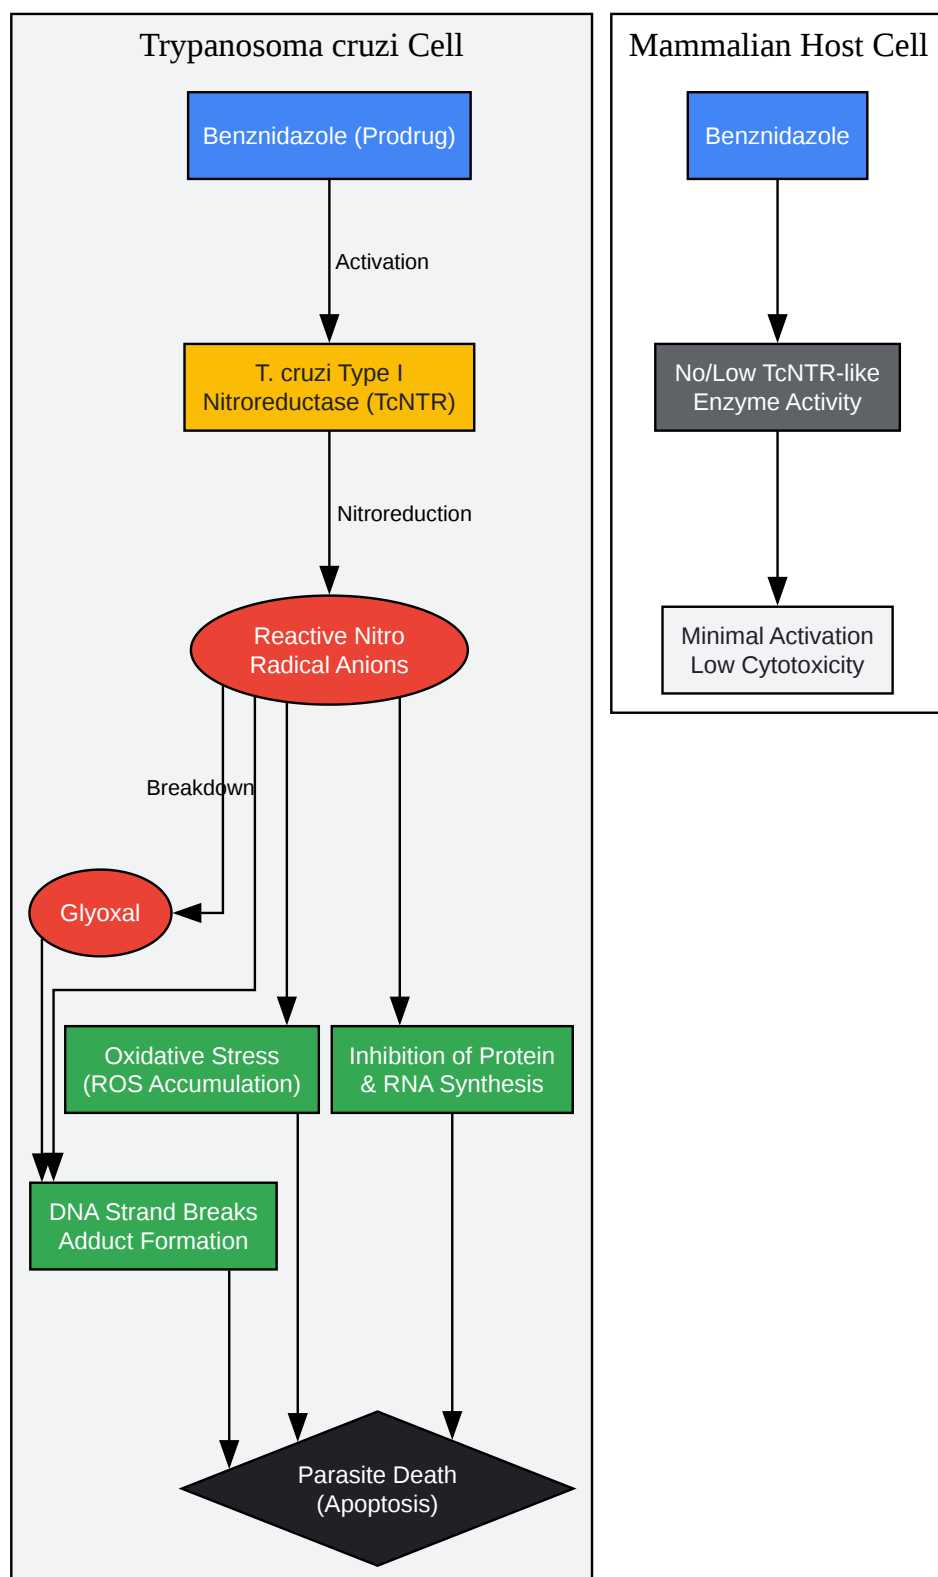 Trypanosoma cruzi Cell
Benznidazole (Prodrug)
Activation
T. cruzi Type I
Nitroreductase (TcNTR)
Nitroreduction
Reactive Nitro
Radical Anions
Breakdown
Glyoxal
Oxidative Stress
(ROS Accumulation)
Inhibition of Protein
& RNA Synthesis
DNA Strand Breaks
Adduct Formation
Parasite Death
(Apoptosis)
Mammalian Host Cell
Benznidazole
No/Low TcNTR-like
Enzyme Activity
Minimal Activation
Low Cytotoxicity